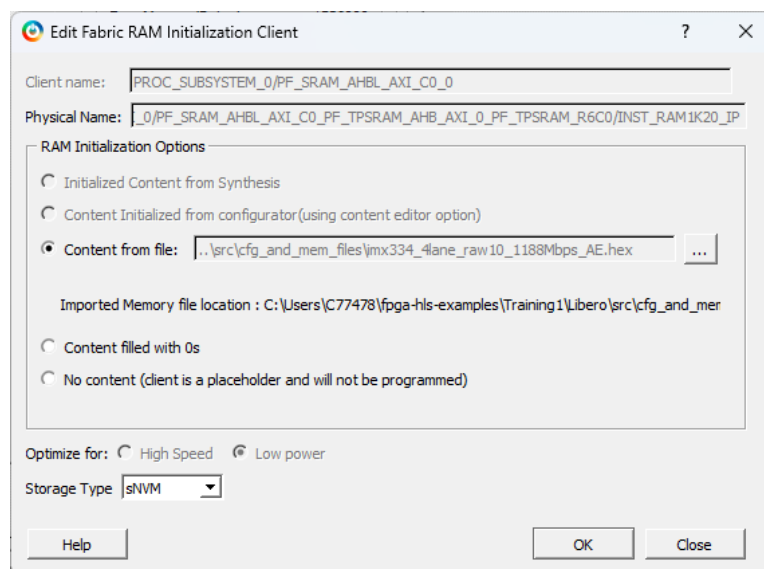 Edit Fabric RAM Initialization Client
Client name: PROC_SUBSYSTEM_0/PF_SRAM_AHBL_AXI_C0_0
Physical Name: _0/PF_SRAM_AHBL_AXI_C0_PF_TPSRAM_AHB_AXI_0_PF_TPSRAM_R6C0/INST_RAM1K20_IP
RAM Initialization Options
Initialized Content from Synthesis
Content Initialized from configurator(using content editor option)
Content from file: ..\src\cfg_and_mem_files\imx334_4lane_raw10_1188Mbps_AE.hex ...
Imported Memory file location : C:\Users\C77478\fpga-hls-examples\Training1\Libero\src\cfg_and_mer
Content filled with 0s
No content (client is a placeholder and will not be programmed)
Optimize for: High Speed Low power
Storage Type sNVM
Help OK Close